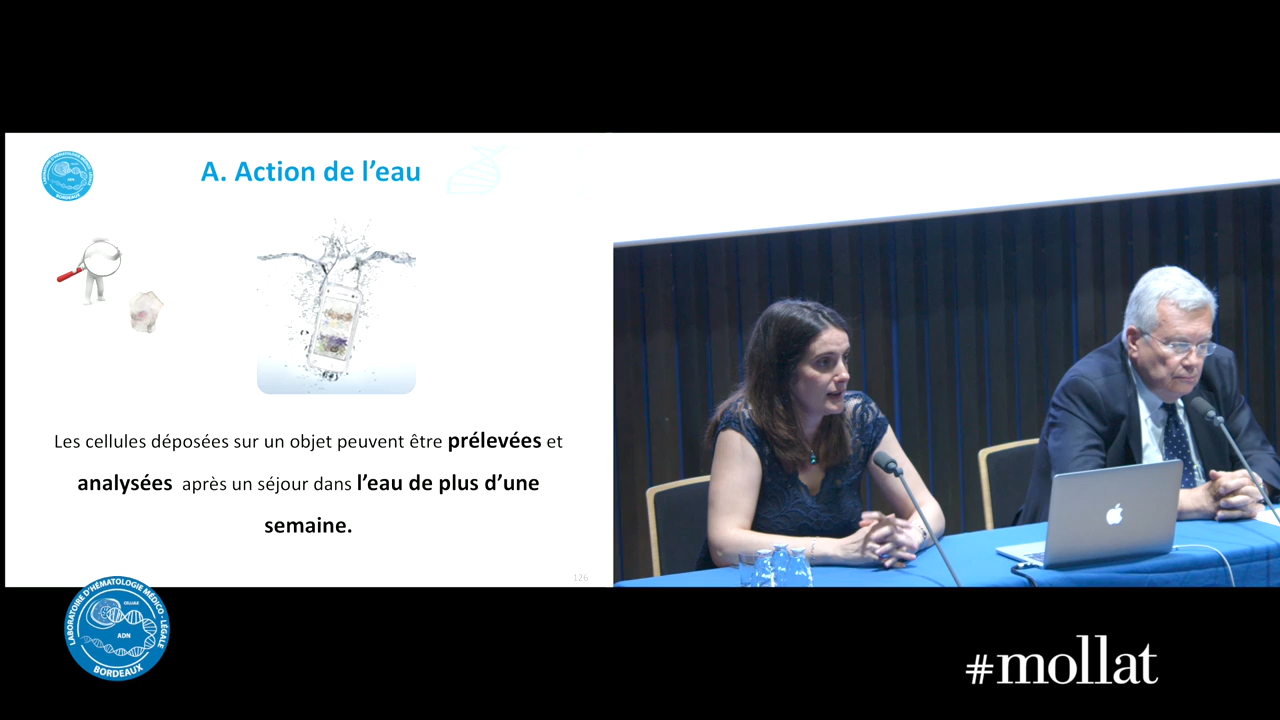 A. Action de l'eau
Les cellules déposées sur un objet peuvent être prélevées et
analysées après un séjour dans l'eau de plus d'une
semaine.
126
LABORATOIRE D'HÉMATOLOGIE MÉDICO-LÉGALE
ADN
BORDEAUX
#mollat